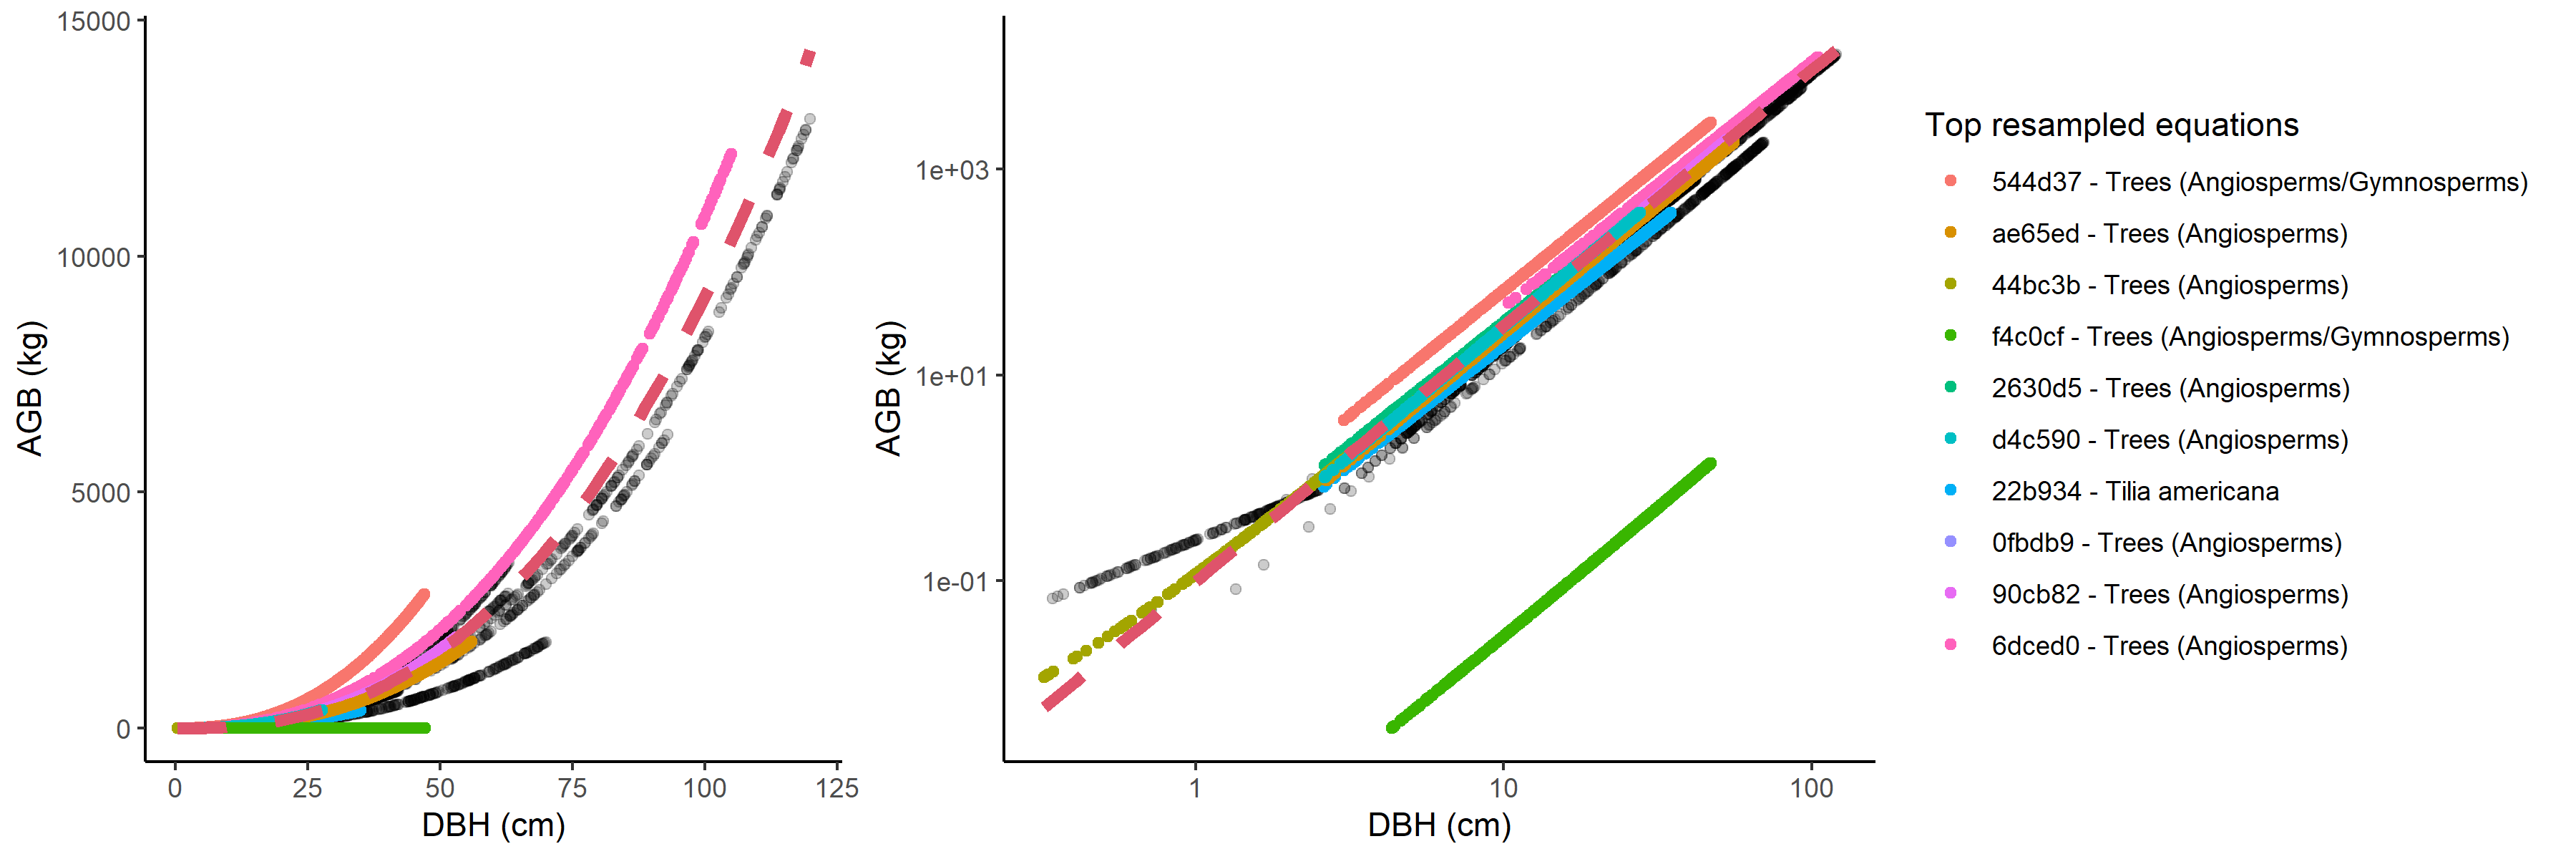 15000
10000
5000
0
AGB (kg)
0 25 50 75 100 125
DBH (cm)
1e+03
1e+01
1e-01
AGB (kg)
1 10 100
DBH (cm)
Top resampled equations
544d37 - Trees (Angiosperms/Gymnosperms)
ae65ed - Trees (Angiosperms)
44bc3b - Trees (Angiosperms)
f4c0cf - Trees (Angiosperms/Gymnosperms)
2630d5 - Trees (Angiosperms)
d4c590 - Trees (Angiosperms)
22b934 - Tilia americana
0fbdb9 - Trees (Angiosperms)
90cb82 - Trees (Angiosperms)
6dced0 - Trees (Angiosperms)